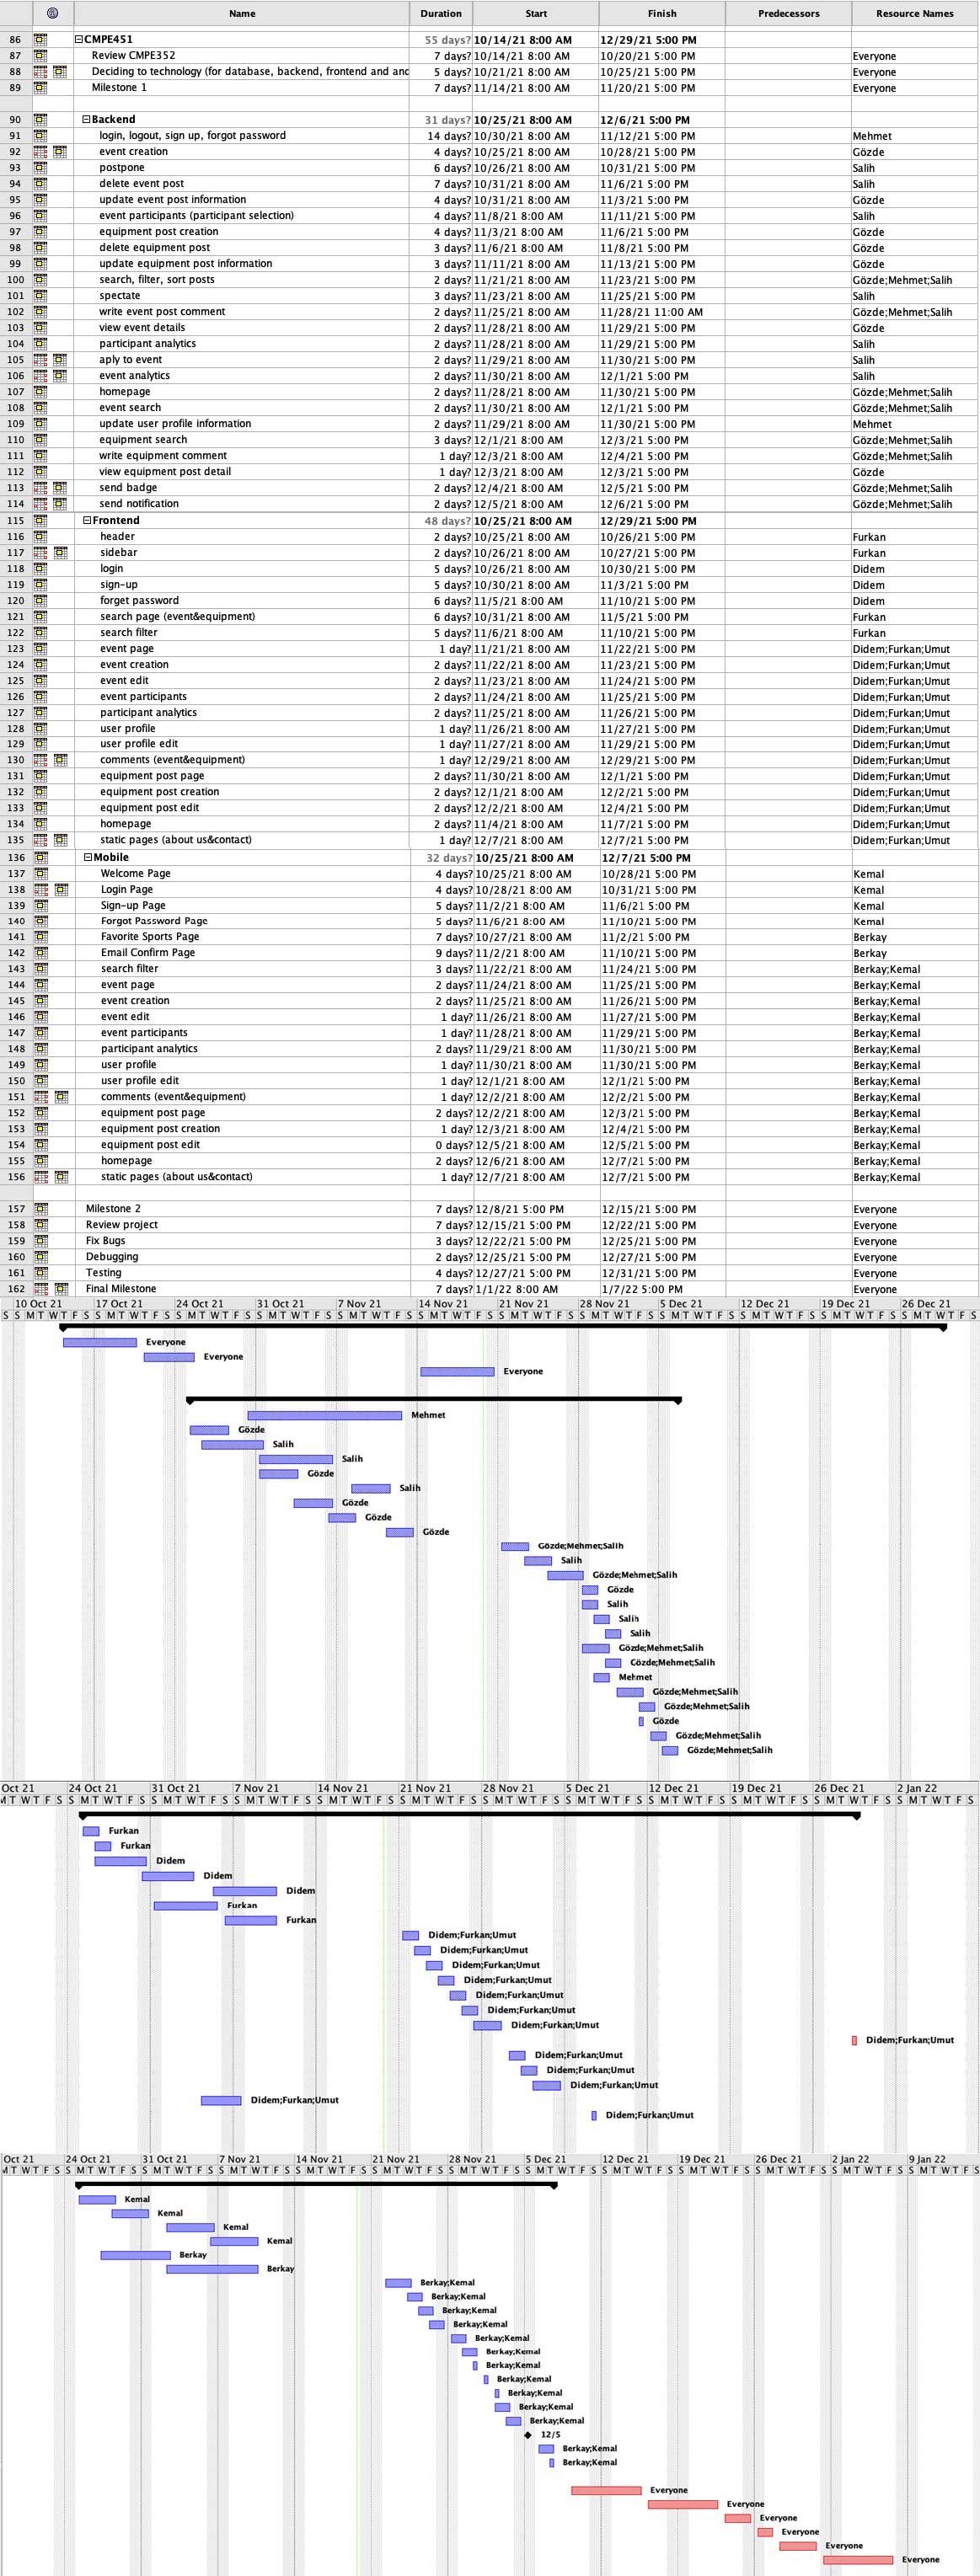 Name Duration Start Finish Predecessors Resource Names
86 CMPE451 55 days? 10/14/21 8:00 AM 12/29/21 5:00 PM
87 Review CMPE352 7 days? 10/14/21 8:00 AM 10/20/21 5:00 PM Everyone
88 Deciding to technology (for database, backend, frontend and and 5 days? 10/21/21 8:00 AM 10/25/21 5:00 PM Everyone
89 Milestone 1 7 days? 11/14/21 8:00 AM 11/20/21 5:00 PM Everyone
90 Backend 31 days? 10/25/21 8:00 AM 12/6/21 5:00 PM
91 login, logout, sign up, forgot password 14 days? 10/30/21 8:00 AM 11/12/21 5:00 PM Mehmet
92 event creation 4 days? 10/25/21 8:00 AM 10/28/21 5:00 PM Gözde
93 postpone 6 days? 10/26/21 8:00 AM 10/31/21 5:00 PM Salih
94 delete event post 7 days? 10/31/21 8:00 AM 11/6/21 5:00 PM Salih
95 update event post information 4 days? 10/31/21 8:00 AM 11/3/21 5:00 PM Gözde
96 event participants (participant selection) 4 days? 11/8/21 8:00 AM 11/11/21 5:00 PM Salih
97 equipment post creation 4 days? 11/3/21 8:00 AM 11/6/21 5:00 PM Gözde
98 delete equipment post 3 days? 11/6/21 8:00 AM 11/8/21 5:00 PM Gözde
99 update equipment post information 3 days? 11/11/21 8:00 AM 11/13/21 5:00 PM Gözde
100 search, filter, sort posts 2 days? 11/21/21 8:00 AM 11/23/21 5:00 PM Gözde;Mehmet;Salih
101 spectate 3 days? 11/23/21 8:00 AM 11/25/21 5:00 PM Salih
102 write event post comment 2 days? 11/25/21 8:00 AM 11/28/21 11:00 AM Gözde;Mehmet;Salih
103 view event details 2 days? 11/28/21 8:00 AM 11/29/21 5:00 PM Gözde
104 participant analytics 2 days? 11/28/21 8:00 AM 11/29/21 5:00 PM Salih
105 aply to event 2 days? 11/29/21 8:00 AM 11/30/21 5:00 PM Salih
106 event analytics 2 days? 11/30/21 8:00 AM 12/1/21 5:00 PM Salih
107 homepage 2 days? 11/28/21 8:00 AM 11/30/21 5:00 PM Gözde;Mehmet;Salih
108 event search 2 days? 11/30/21 8:00 AM 12/1/21 5:00 PM Gözde;Mehmet;Salih
109 update user profile information 2 days? 11/29/21 8:00 AM 11/30/21 5:00 PM Mehmet
110 equipment search 3 days? 12/1/21 8:00 AM 12/3/21 5:00 PM Gözde;Mehmet;Salih
111 write equipment comment 1 day? 12/3/21 8:00 AM 12/4/21 5:00 PM Gözde;Mehmet;Salih
112 view equipment post detail 1 day? 12/3/21 8:00 AM 12/3/21 5:00 PM Gözde
113 send badge 2 days? 12/4/21 8:00 AM 12/5/21 5:00 PM Gözde;Mehmet;Salih
114 send notification 2 days? 12/5/21 8:00 AM 12/6/21 5:00 PM Gözde;Mehmet;Salih
115 Frontend 48 days? 10/25/21 8:00 AM 12/29/21 5:00 PM
116 header 2 days? 10/25/21 8:00 AM 10/26/21 5:00 PM Furkan
117 sidebar 2 days? 10/26/21 8:00 AM 10/27/21 5:00 PM Furkan
118 login 5 days? 10/26/21 8:00 AM 10/30/21 5:00 PM Didem
119 sign-up 5 days? 10/30/21 8:00 AM 11/3/21 5:00 PM Didem
120 forget password 6 days? 11/5/21 8:00 AM 11/10/21 5:00 PM Didem
121 search page (event&equipment) 6 days? 10/31/21 8:00 AM 11/5/21 5:00 PM Furkan
122 search filter 5 days? 11/6/21 8:00 AM 11/10/21 5:00 PM Furkan
123 event page 1 day? 11/21/21 8:00 AM 11/22/21 5:00 PM Didem;Furkan;Umut
124 event creation 2 days? 11/22/21 8:00 AM 11/23/21 5:00 PM Didem;Furkan;Umut
125 event edit 2 days? 11/23/21 8:00 AM 11/24/21 5:00 PM Didem;Furkan;Umut
126 event participants 2 days? 11/24/21 8:00 AM 11/25/21 5:00 PM Didem;Furkan;Umut
127 participant analytics 2 days? 11/25/21 8:00 AM 11/26/21 5:00 PM Didem;Furkan;Umut
128 user profile 1 day? 11/26/21 8:00 AM 11/27/21 5:00 PM Didem;Furkan;Umut
129 user profile edit 1 day? 11/27/21 8:00 AM 11/29/21 5:00 PM Didem;Furkan;Umut
130 comments (event&equipment) 1 day? 12/29/21 8:00 AM 12/29/21 5:00 PM Didem;Furkan;Umut
131 equipment post page 2 days? 11/30/21 8:00 AM 12/1/21 5:00 PM Didem;Furkan;Umut
132 equipment post creation 2 days? 12/1/21 8:00 AM 12/2/21 5:00 PM Didem;Furkan;Umut
133 equipment post edit 2 days? 12/2/21 8:00 AM 12/4/21 5:00 PM Didem;Furkan;Umut
134 homepage 2 days? 11/4/21 8:00 AM 11/7/21 5:00 PM Didem;Furkan;Umut
135 static pages (about us&contact) 1 day? 12/7/21 8:00 AM 12/7/21 5:00 PM Didem;Furkan;Umut
136 Mobile 32 days? 10/25/21 8:00 AM 12/7/21 5:00 PM
137 Welcome Page 4 days? 10/25/21 8:00 AM 10/28/21 5:00 PM Kemal
138 Login Page 4 days? 10/28/21 8:00 AM 10/31/21 5:00 PM Kemal
139 Sign-up Page 5 days? 11/2/21 8:00 AM 11/6/21 5:00 PM Kemal
140 Forgot Password Page 5 days? 11/6/21 8:00 AM 11/10/21 5:00 PM Kemal
141 Favorite Sports Page 7 days? 10/27/21 8:00 AM 11/2/21 5:00 PM Berkay
142 Email Confirm Page 9 days? 11/2/21 8:00 AM 11/10/21 5:00 PM Berkay
143 search filter 3 days? 11/22/21 8:00 AM 11/24/21 5:00 PM Berkay;Kemal
144 event page 2 days? 11/24/21 8:00 AM 11/25/21 5:00 PM Berkay;Kemal
145 event creation 2 days? 11/25/21 8:00 AM 11/26/21 5:00 PM Berkay;Kemal
146 event edit 1 day? 11/26/21 8:00 AM 11/27/21 5:00 PM Berkay;Kemal
147 event participants 1 day? 11/28/21 8:00 AM 11/29/21 5:00 PM Berkay;Kemal
148 participant analytics 2 days? 11/29/21 8:00 AM 11/30/21 5:00 PM Berkay;Kemal
149 user profile 1 day? 11/30/21 8:00 AM 11/30/21 5:00 PM Berkay;Kemal
150 user profile edit 1 day? 12/1/21 8:00 AM 12/1/21 5:00 PM Berkay;Kemal
151 comments (event&equipment) 1 day? 12/2/21 8:00 AM 12/2/21 5:00 PM Berkay;Kemal
152 equipment post page 2 days? 12/2/21 8:00 AM 12/3/21 5:00 PM Berkay;Kemal
153 equipment post creation 1 day? 12/3/21 8:00 AM 12/4/21 5:00 PM Berkay;Kemal
154 equipment post edit 0 days? 12/5/21 8:00 AM 12/5/21 5:00 PM Berkay;Kemal
155 homepage 2 days? 12/6/21 8:00 AM 12/7/21 5:00 PM Berkay;Kemal
156 static pages (about us&contact) 1 day? 12/7/21 8:00 AM 12/7/21 5:00 PM Berkay;Kemal
157 Milestone 2 7 days? 12/8/21 5:00 PM 12/15/21 5:00 PM Everyone
158 Review project 7 days? 12/15/21 5:00 PM 12/22/21 5:00 PM Everyone
159 Fix Bugs 3 days? 12/22/21 5:00 PM 12/25/21 5:00 PM Everyone
160 Debugging 2 days? 12/25/21 5:00 PM 12/27/21 5:00 PM Everyone
161 Testing 4 days? 12/27/21 5:00 PM 12/31/21 5:00 PM Everyone
162 Final Milestone 7 days? 1/1/22 8:00 AM 1/7/22 5:00 PM Everyone
10 Oct 21 17 Oct 21 24 Oct 21 31 Oct 21 7 Nov 21 14 Nov 21 21 Nov 21 28 Nov 21 5 Dec 21 12 Dec 21 19 Dec 21 26 Dec 21
S S M T W T F S S M T W T F S S M T W T F S S M T W T F S S M T W T F S S M T W T F S S M T W T F S S M T W T F S S M T W T F S S M T W T F S S M T W T F S S M T W T F S
Everyone
Everyone
Everyone
Mehmet
Gözde
Salih
Salih
Gözde
Salih
Gözde
Gözde
Gözde
Gözde;Mehmet;Salih
Salih
Gözde;Mehmet;Salih
Gözde
Salih
Salih
Salih
Gözde;Mehmet;Salih
Gözde;Mehmet;Salih
Mehmet
Gözde;Mehmet;Salih
Gözde;Mehmet;Salih
Gözde
Gözde;Mehmet;Salih
Gözde;Mehmet;Salih
Oct 21 24 Oct 21 31 Oct 21 7 Nov 21 14 Nov 21 21 Nov 21 28 Nov 21 5 Dec 21 12 Dec 21 19 Dec 21 26 Dec 21 2 Jan 22
M T W T F S S M T W T F S S M T W T F S S M T W T F S S M T W T F S S M T W T F S S M T W T F S S M T W T F S S M T W T F S S M T W T F S S M T W T F S S M T W T F S
Furkan
Furkan
Didem
Didem
Didem
Furkan
Furkan
Didem;Furkan;Umut
Didem;Furkan;Umut
Didem;Furkan;Umut
Didem;Furkan;Umut
Didem;Furkan;Umut
Didem;Furkan;Umut
Didem;Furkan;Umut
Didem;Furkan;Umut
Didem;Furkan;Umut
Didem;Furkan;Umut
Didem;Furkan;Umut
Didem;Furkan;Umut
Didem;Furkan;Umut
Oct 21 24 Oct 21 31 Oct 21 7 Nov 21 14 Nov 21 21 Nov 21 28 Nov 21 5 Dec 21 12 Dec 21 19 Dec 21 26 Dec 21 2 Jan 22 9 Jan 22
M T W T F S S M T W T F S S M T W T F S S M T W T F S S M T W T F S S M T W T F S S M T W T F S S M T W T F S S M T W T F S S M T W T F S S M T W T F S S M T W T F S S M T W T F S
Kemal
Kemal
Kemal
Kemal
Berkay
Berkay
Berkay;Kemal
Berkay;Kemal
Berkay;Kemal
Berkay;Kemal
Berkay;Kemal
Berkay;Kemal
Berkay;Kemal
Berkay;Kemal
Berkay;Kemal
Berkay;Kemal
Berkay;Kemal
12/5
Berkay;Kemal
Berkay;Kemal
Everyone
Everyone
Everyone
Everyone
Everyone
Everyone